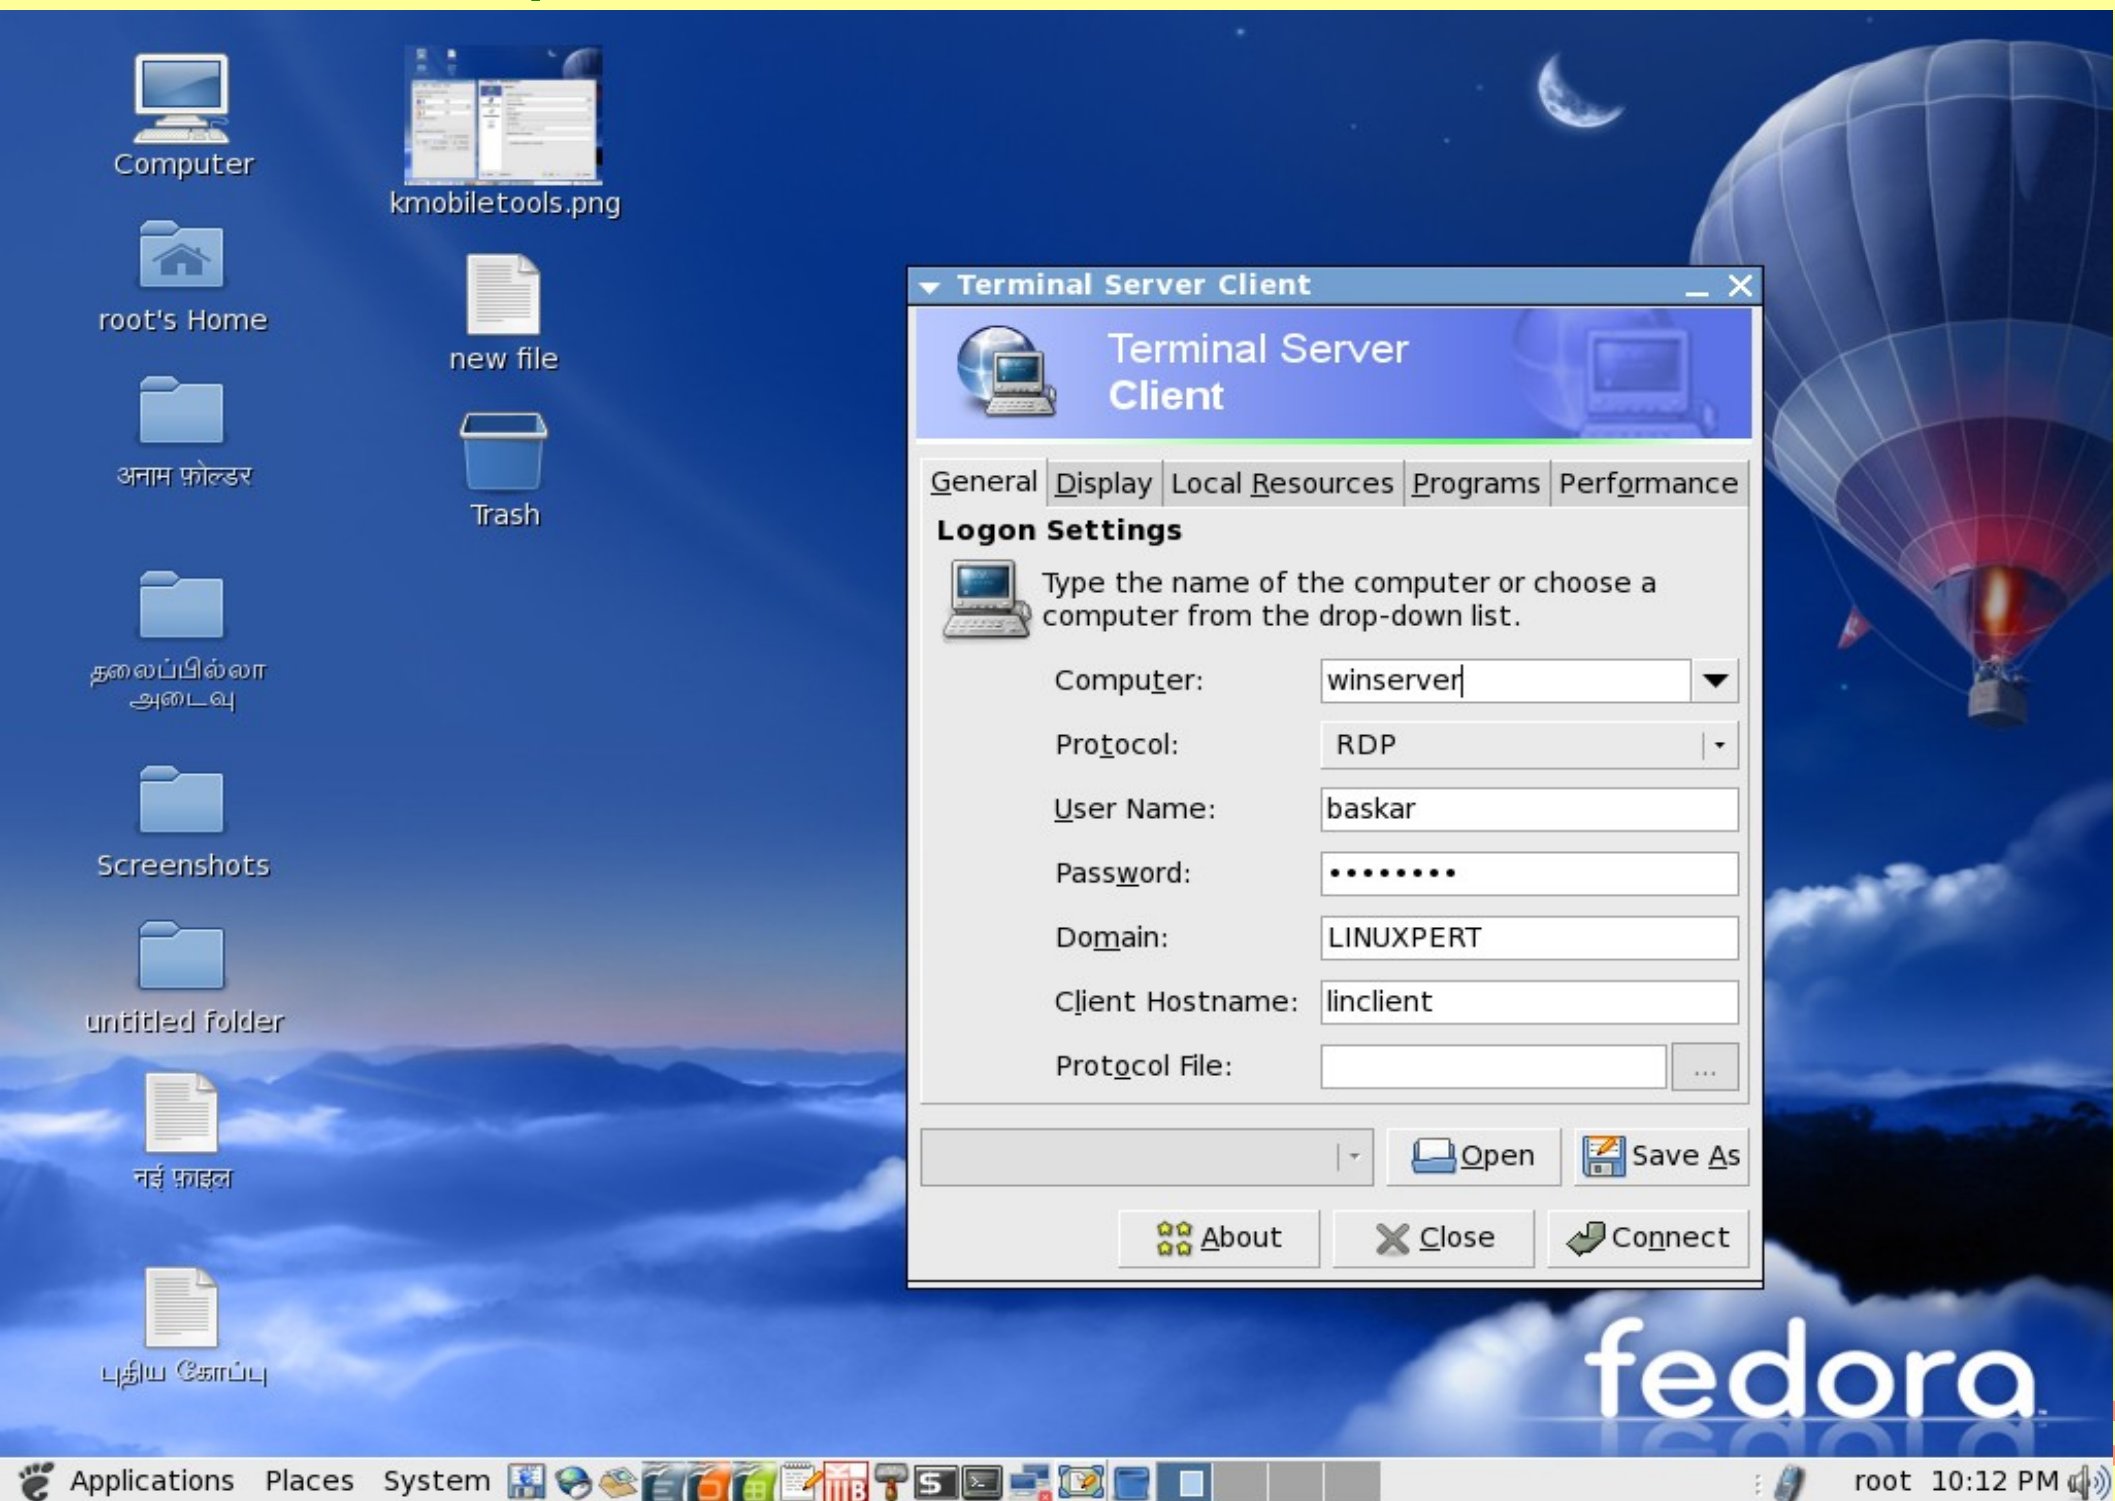 Computer
kmobiletools.png
root's Home
new file
अनाम फ़ोल्डर
Trash
தலைப்பில்லா
அடைவு
Screenshots
untitled folder
नई फ़ाइल
புதிய கோப்பு
Terminal Server Client
Terminal Server
Client
General Display Local Resources Programs Performance
Logon Settings
Type the name of the computer or choose a
computer from the drop-down list.
Computer: winserver
Protocol: RDP
User Name: baskar
Password: ••••••••
Domain: LINUXPERT
Client Hostname: linclient
Protocol File: ...
Open Save As
About Close Connect
fedora
Applications Places System root 10:12 PM